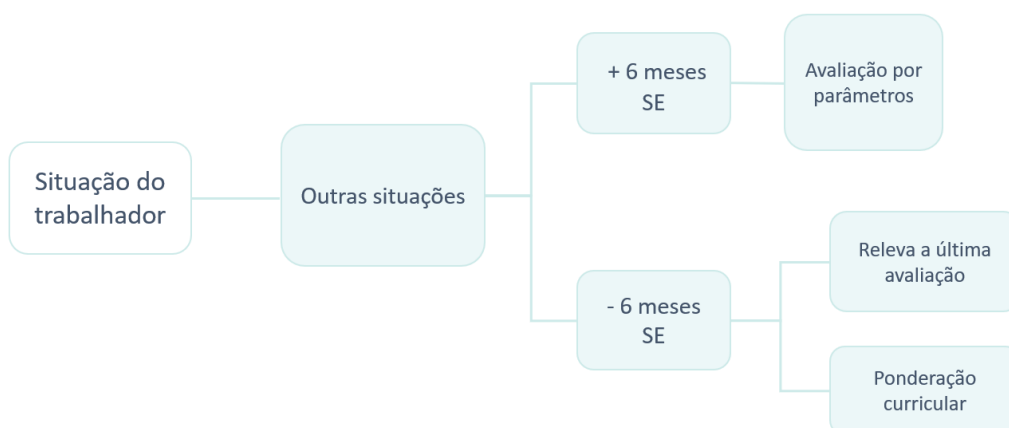 Situação do
trabalhador
Outras situações
+ 6 meses
SE
Avaliação por
parâmetros
- 6 meses
SE
Releva a última
avaliação
Ponderação
curricular